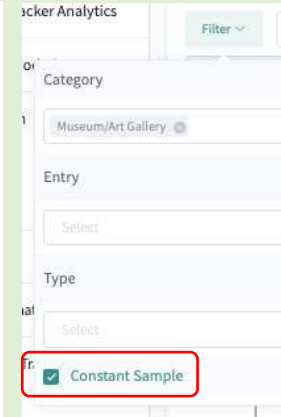 acker Analytics
Filter
Category
Museum/Art Gallery
Entry
Select
Type
Select
Constant Sample